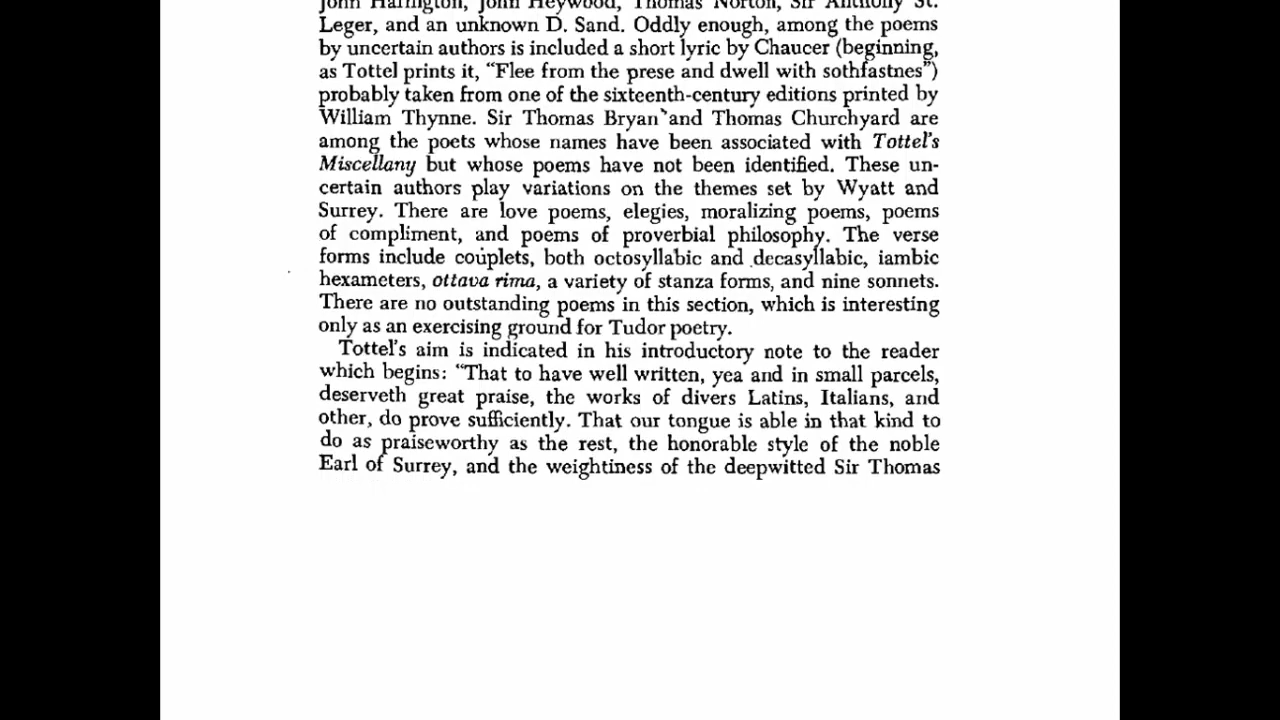 John Harington, John Heywood, Thomas Norton, Sir Anthony St.
Leger, and an unknown D. Sand. Oddly enough, among the poems
by uncertain authors is included a short lyric by Chaucer (beginning,
as Tottel prints it, “Flee from the prese and dwell with sothfastnes”)
probably taken from one of the sixteenth-century editions printed by
William Thynne. Sir Thomas Bryan and Thomas Churchyard are
among the poets whose names have been associated with Tottel's
Miscellany but whose poems have not been identified. These un-
certain authors play variations on the themes set by Wyatt and
Surrey. There are love poems, elegies, moralizing poems, poems
of compliment, and poems of proverbial philosophy. The verse
forms include couplets, both octosyllabic and decasyllabic, iambic
hexameters, ottava rima, a variety of stanza forms, and nine sonnets.
There are no outstanding poems in this section, which is interesting
only as an exercising ground for Tudor poetry.
Tottel's aim is indicated in his introductory note to the reader
which begins: “That to have well written, yea and in small parcels,
deserveth great praise, the works of divers Latins, Italians, and
other, do prove sufficiently. That our tongue is able in that kind to
do as praiseworthy as the rest, the honorable style of the noble
Earl of Surrey, and the weightiness of the deepwitted Sir Thomas